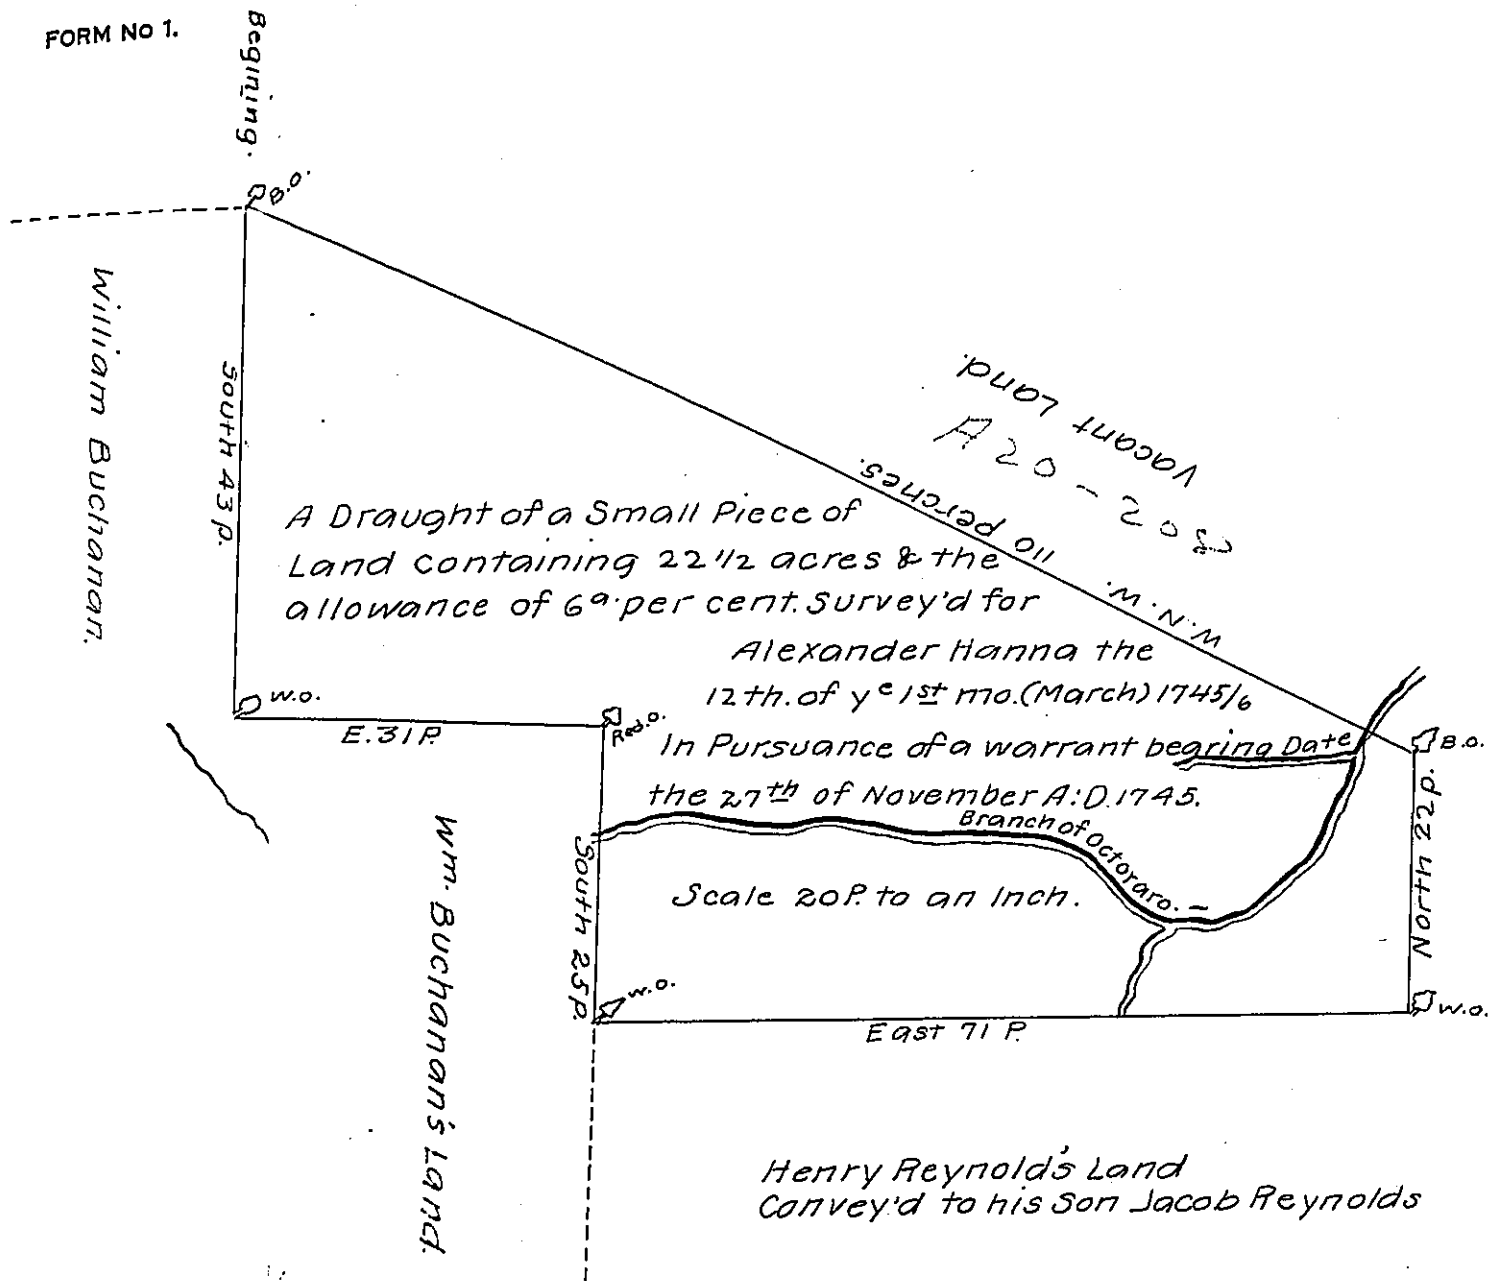 FORM NO 1.
Begining.
B.O.
William Buchanan.
South 43 p.
Vacant Land.
A20-208
W.N.W. 110 perches.
A Draught of a Small Piece of
Land Containing 22 1/2 acres & the
allowance of 6 a. per cent. Survey'd for
Alexander Hanna the
12th. of ye 1st mo. (March) 1745/6
In Pursuance of a warrant bearing Date
the 27th of November A:D. 1745.
W.O.
E. 31 P.
Red.O.
B.O.
Branch of Octoraro.
Scale 20 P. to an Inch.
South 25 P.
North 22 p.
W.O.
W.O.
East 71 P.
Wm. Buchanan's Land.
Henry Reynold's Land
Convey'd to his Son Jacob Reynolds